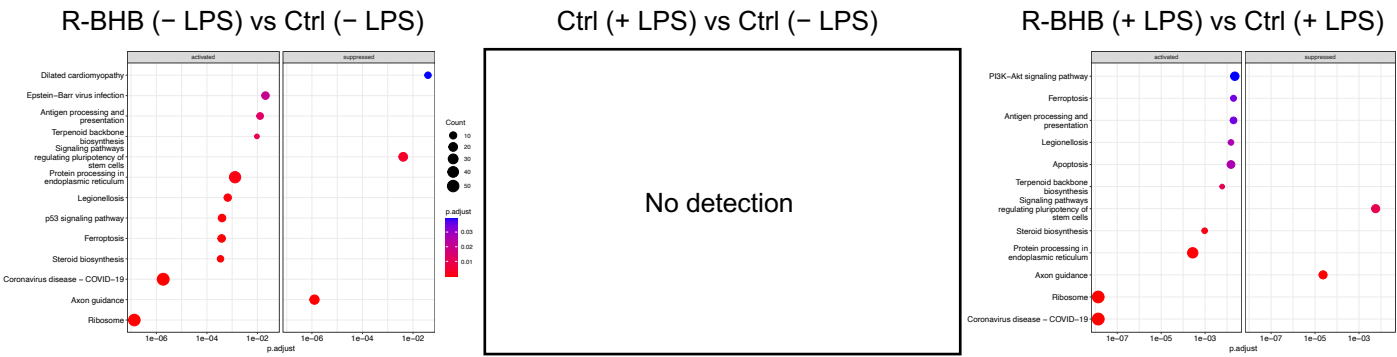 R-BHB (− LPS) vs Ctrl (− LPS)
activated
suppressed
Dilated cardiomyopathy
Epstein−Barr virus infection
Antigen processing and
presentation
Terpenoid backbone
biosynthesis
Signaling pathways
regulating pluripotency of
stem cells
Protein processing in
endoplasmic reticulum
Legionellosis
p53 signaling pathway
Ferroptosis
Steroid biosynthesis
Coronavirus disease − COVID−19
Axon guidance
Ribosome
1e−06
1e−04
1e−02
1e−06
1e−04
1e−02
p.adjust
Count
10
20
30
40
50
p.adjust
0.03
0.02
0.01
Ctrl (+ LPS) vs Ctrl (− LPS)
No detection
R-BHB (+ LPS) vs Ctrl (+ LPS)
activated
suppressed
PI3K−Akt signaling pathway
Ferroptosis
Antigen processing and
presentation
Legionellosis
Apoptosis
Terpenoid backbone
biosynthesis
Signaling pathways
regulating pluripotency of
stem cells
Steroid biosynthesis
Protein processing in
endoplasmic reticulum
Axon guidance
Ribosome
Coronavirus disease − COVID−19
1e−07
1e−05
1e−03
1e−07
1e−05
1e−03
p.adjust